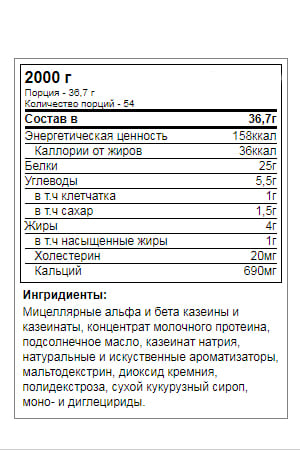 2000 г
Порция - 36,7 г
Количество порций - 54
Состав в 36,7г
Энергетическая ценность 158ккал
Каллории от жиров 36ккал
Белки 25г
Углеводы 5,5г
в т.ч клетчатка 1г
в т.ч сахар 1,5г
Жиры 4г
в т.ч насыщенные жиры 1г
Холестерин 20мг
Кальций 690мг
Ингридиенты:
Мицеллярные альфа и бета казеины и
казеинаты, концентрат молочного протеина,
подсолнечное масло, казеинат натрия,
натуральные и искуственные ароматизаторы,
мальтодекстрин, диоксид кремния,
полидекстроза, сухой кукурузный сироп,
моно- и диглецириды.